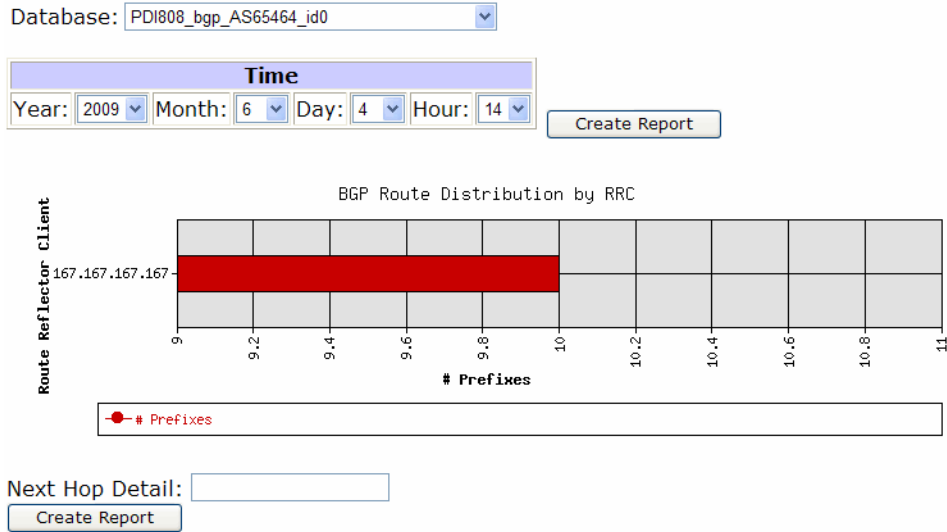 Database: PDI808_bgp_AS65464_id0
Time
Year: 2009 Month: 6 Day: 4 Hour: 14
Create Report
BGP Route Distribution by RRC
Route Reflector Client
167.167.167.167
9 9.2 9.4 9.6 9.8 10 10.2 10.4 10.6 10.8 11
# Prefixes
# Prefixes
Next Hop Detail:
Create Report